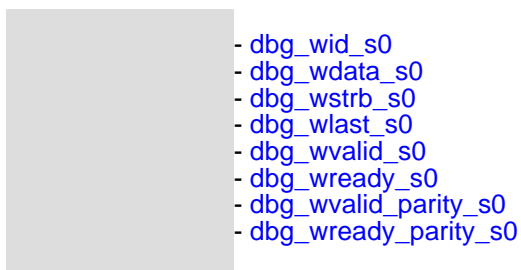 - dbg_wid_s0
- dbg_wdata_s0
- dbg_wstrb_s0
- dbg_wlast_s0
- dbg_wvalid_s0
- dbg_wready_s0
- dbg_wvalid_parity_s0
- dbg_wready_parity_s0